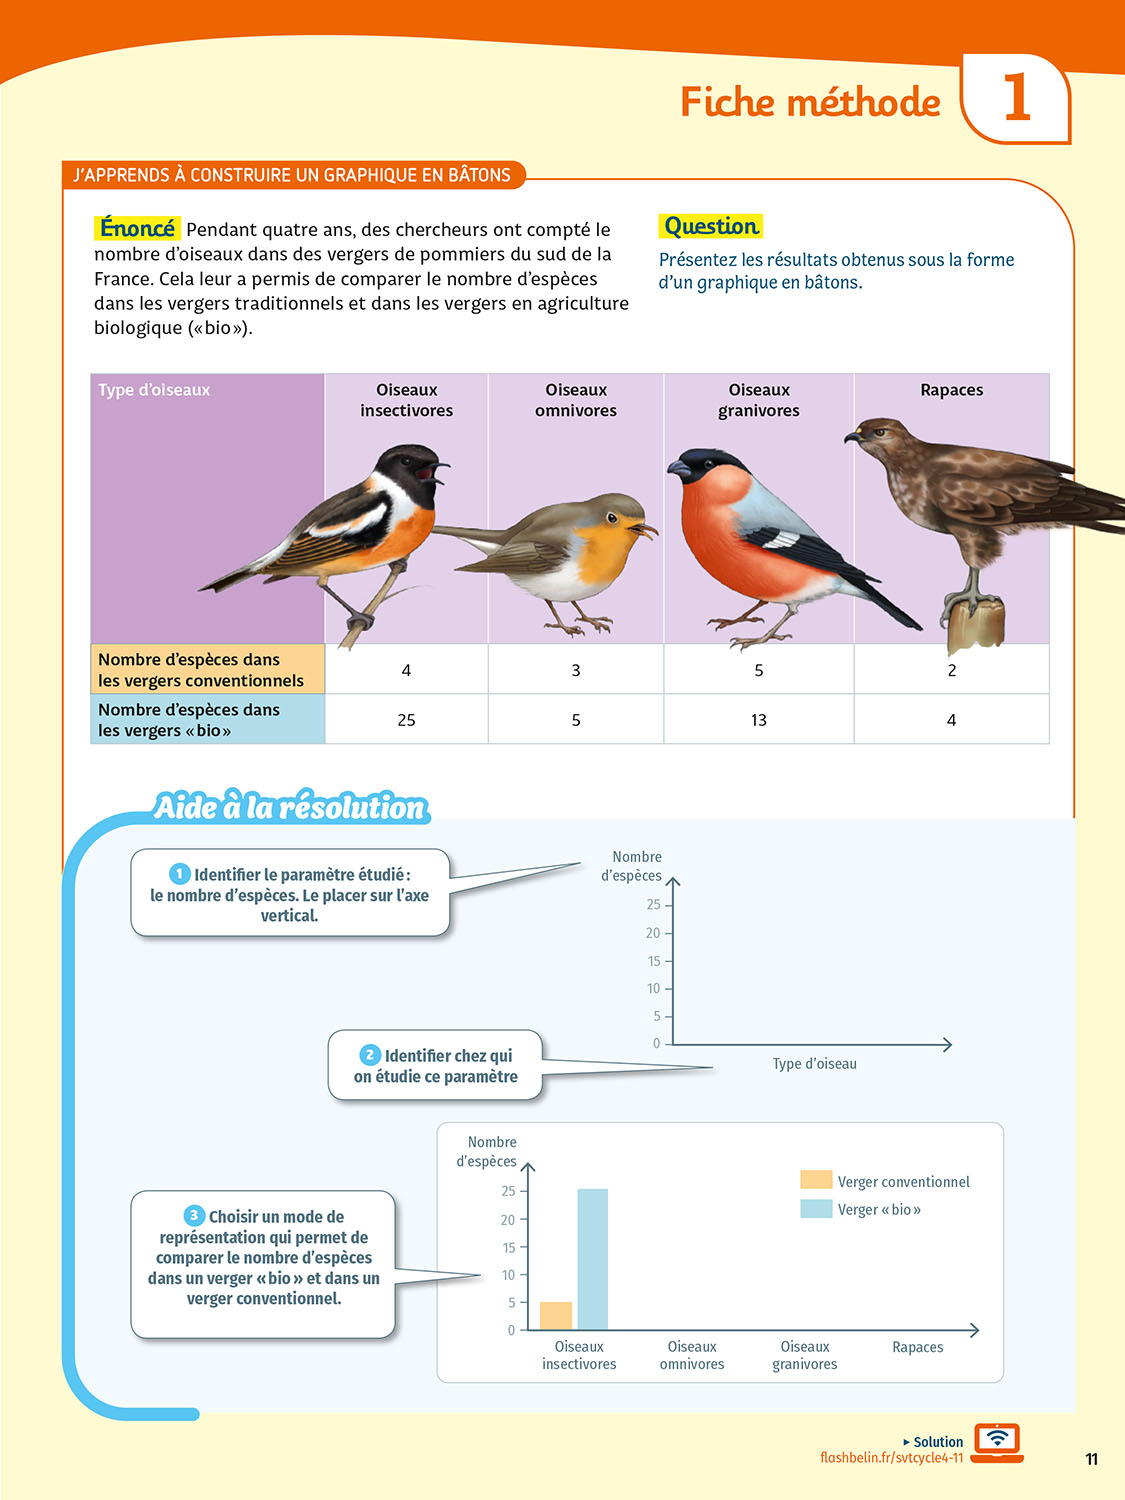 Fiche méthode 1
J'APPRENDS À CONSTRUIRE UN GRAPHIQUE EN BÂTONS
Énoncé Pendant quatre ans, des chercheurs ont compté le
nombre d'oiseaux dans des vergers de pommiers du sud de la
France. Cela leur a permis de comparer le nombre d'espèces
dans les vergers traditionnels et dans les vergers en agriculture
biologique (« bio »).
Question
Présentez les résultats obtenus sous la forme
d'un graphique en bâtons.
Type d'oiseaux
Oiseaux
insectivores
Oiseaux
omnivores
Oiseaux
granivores
Rapaces
Nombre d'espèces dans
les vergers conventionnels
4
3
5
2
Nombre d'espèces dans
les vergers « bio »
25
5
13
4
Aide à la résolution
1 Identifier le paramètre étudié :
le nombre d'espèces. Le placer sur l'axe
vertical.
Nombre
d'espèces
25
20
15
10
5
0
Type d'oiseau
2 Identifier chez qui
on étudie ce paramètre
3 Choisir un mode de
représentation qui permet de
comparer le nombre d'espèces
dans un verger « bio » et dans un
verger conventionnel.
Nombre
d'espèces
25
20
15
10
5
0
Verger conventionnel
Verger « bio »
Oiseaux
insectivores
Oiseaux
omnivores
Oiseaux
granivores
Rapaces
▸ Solution
flashbelin.fr/svtcycle4-11
11